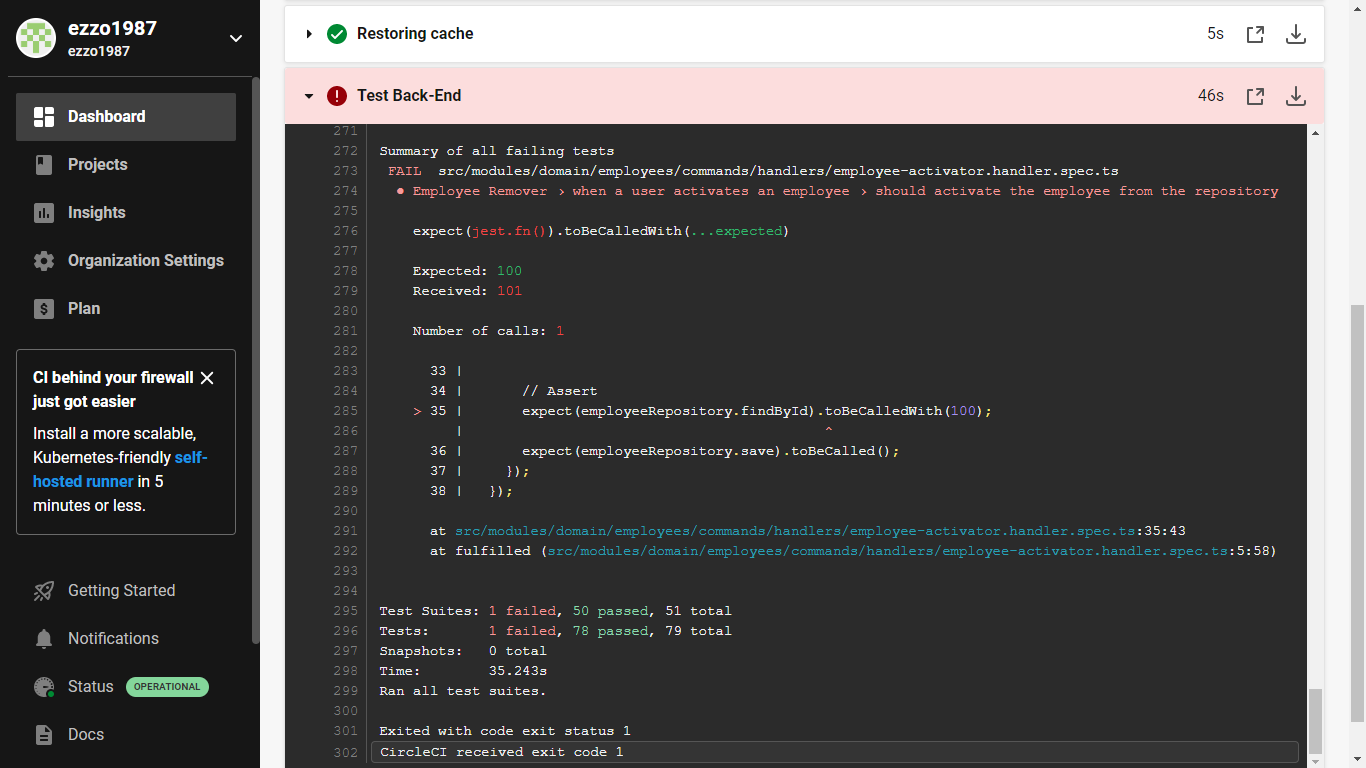 ezzo1987
ezzo1987
Dashboard
Projects
Insights
Organization Settings
Plan
CI behind your firewall
just got easier
Install a more scalable,
Kubernetes-friendly self-
hosted runner in 5
minutes or less.
Getting Started
Notifications
Status OPERATIONAL
Docs
Restoring cache 5s
Test Back-End 46s
271
272 Summary of all failing tests
273 FAIL src/modules/domain/employees/commands/handlers/employee-activator.handler.spec.ts
274 ● Employee Remover › when a user activates an employee › should activate the employee from the repository
275
276 expect(jest.fn()).toBeCalledWith(...expected)
277
278 Expected: 100
279 Received: 101
280
281 Number of calls: 1
282
283 33 |
284 34 | // Assert
285 > 35 | expect(employeeRepository.findById).toBeCalledWith(100);
286 | ^
287 36 | expect(employeeRepository.save).toBeCalled();
288 37 | });
289 38 | });
290
291 at src/modules/domain/employees/commands/handlers/employee-activator.handler.spec.ts:35:43
292 at fulfilled (src/modules/domain/employees/commands/handlers/employee-activator.handler.spec.ts:5:58)
293
294
295 Test Suites: 1 failed, 50 passed, 51 total
296 Tests: 1 failed, 78 passed, 79 total
297 Snapshots: 0 total
298 Time: 35.243s
299 Ran all test suites.
300
301 Exited with code exit status 1
302 CircleCI received exit code 1